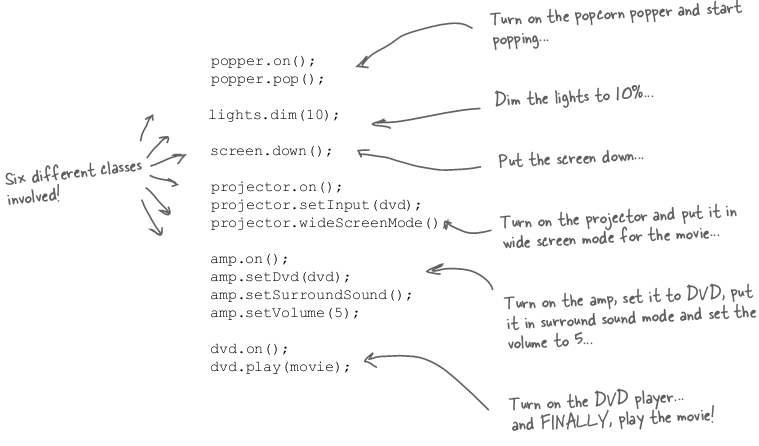 Turn on the popcorn popper and start
popping...
popper.on();
popper.pop();
Dim the lights to 10%...
lights.dim(10);
screen.down();
Put the screen down...
Six different classes
involved!
projector.on();
projector.setInput(dvd);
projector.wideScreenMode()
Turn on the projector and put it in
wide screen mode for the movie...
amp.on();
amp.setDvd(dvd);
amp.setSurroundSound();
amp.setVolume(5);
Turn on the amp, set it to DVD, put
it in surround sound mode and set the
volume to 5...
dvd.on();
dvd.play(movie);
Turn on the DVD player...
and FINALLY, play the movie!